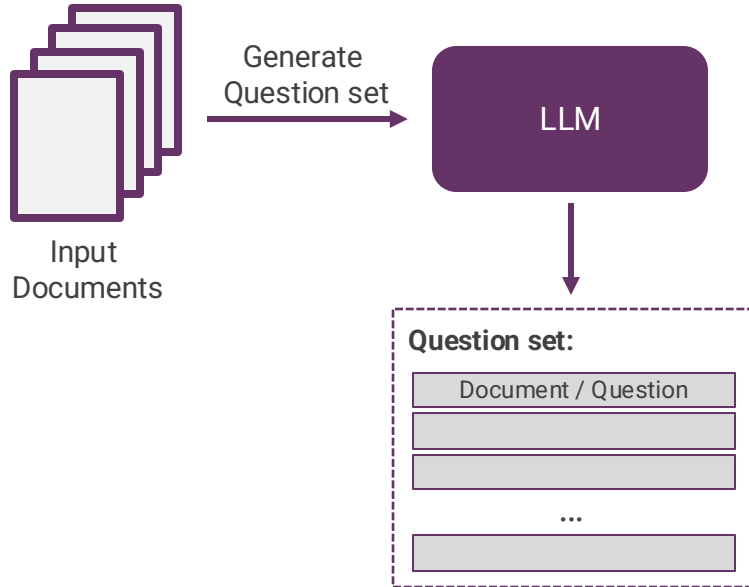 Generate
Question set
LLM
Input
Documents
Question set:
Document / Question
...